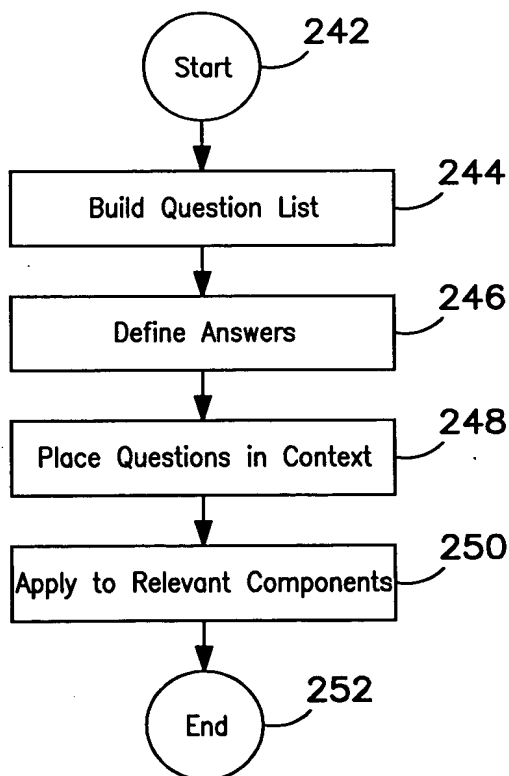 242
Start
244
Build Question List
246
Define Answers
248
Place Questions in Context
250
Apply to Relevant Components
252
End